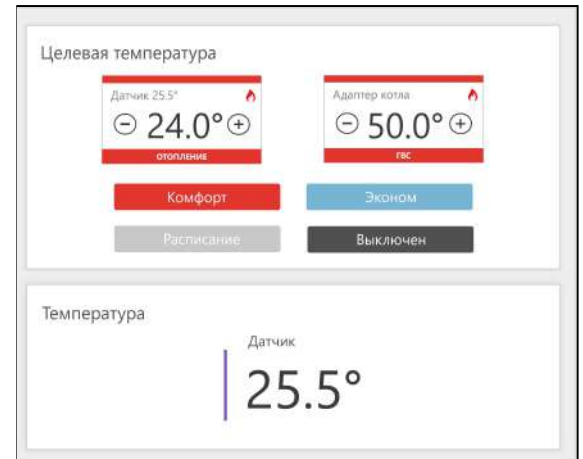 Целевая температура
Датчик 25.5°
24.0°
ОТОПЛЕНИЕ
Адаптер котла
50.0°
ГВС
Комфорт
Эконом
Расписание
Выключен
Температура
Датчик
25.5°